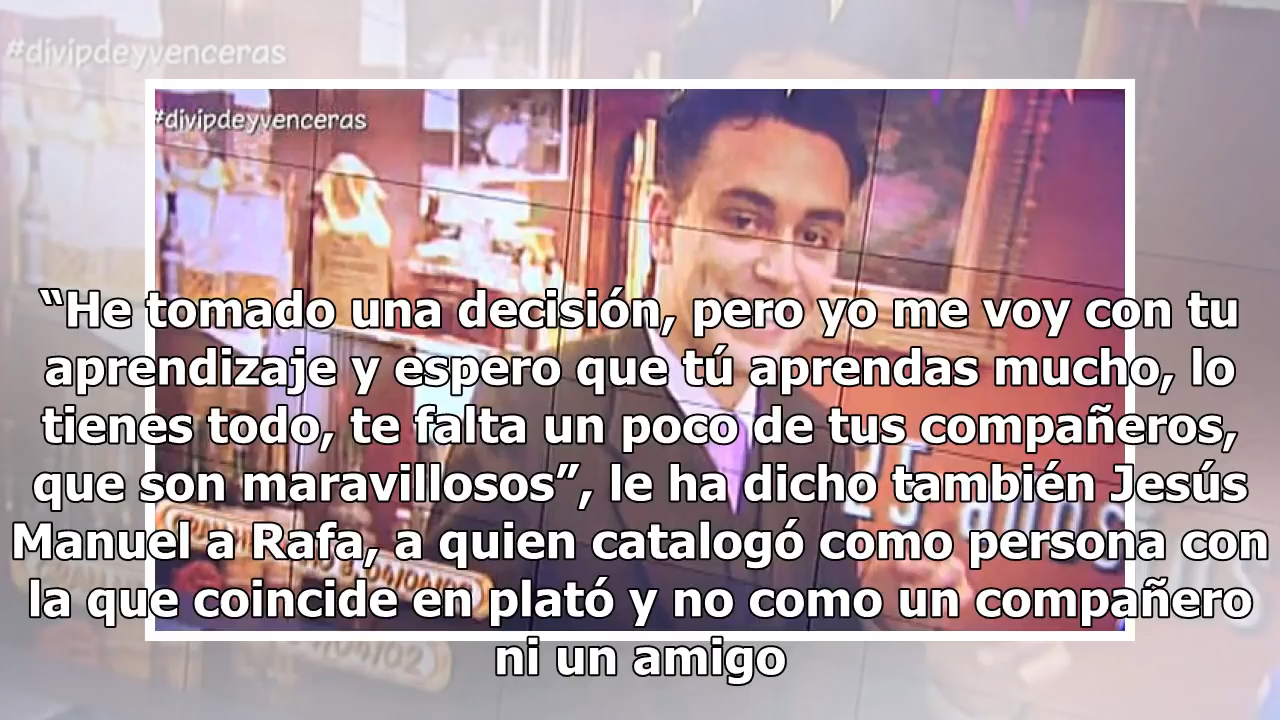 #divipdeyvenceras
#divipdeyvenceras
“He tomado una decisión, pero yo me voy con tu
aprendizaje y espero que tú aprendas mucho, lo
tienes todo, te falta un poco de tus compañeros,
que son maravillosos”, le ha dicho también Jesús
Manuel a Rafa, a quien catalogó como persona con
la que coincide en plató y no como un compañero
ni un amigo
15 años